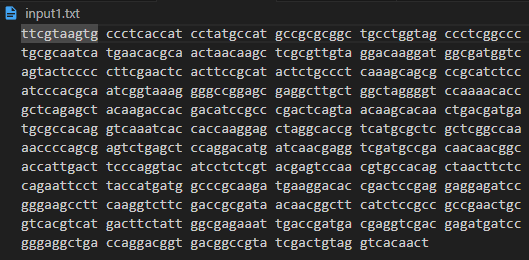 input1.txt
ttcgtaagtg ccctcaccat cctatgccat gccgcgcggc tgcctggtag ccctcggccc
tgcgcaatca tgaacacgca actaacaagc tcgcgttgta ggacaaggat ggcgatggtc
agtactcccc cttcgaactc acttccgcat actctgccct caaagcagcg ccgcatctcc
atcccacgca atcggtaaag gggccggagc gaggcttgct ggctaggggt ccaaaacacc
gctcagagct acaagaccac gacatccgcc gcgactcagta acaagcacaa ctgacgatga
tgcgccacag gtcaaatcac caccaaggag ctaggcaccg tcatgcgctc gctcggccaa
aaccccagcg agtctgagct ccaggacatg atcaacgagg tcgatgccga caacaacggc
accattgact tcccaggtac atcctctcgt acgagtccaa cgtgccacag ctaacttctc
cagaattcct taccatgatg gcccgcaaga tgaaggacac cgactccgag gaggagatcc
gggaagcctt caaggtcttc gaccgcgata acaacggctt catctccgcc gccgaactgc
gtcacgtcat gacttctatt ggcgagaaat tgaccgatga cgaggtcgac gagatgatcc
gggaggctga ccaggacggt gacggccgta tcgactgtag gtcacaact